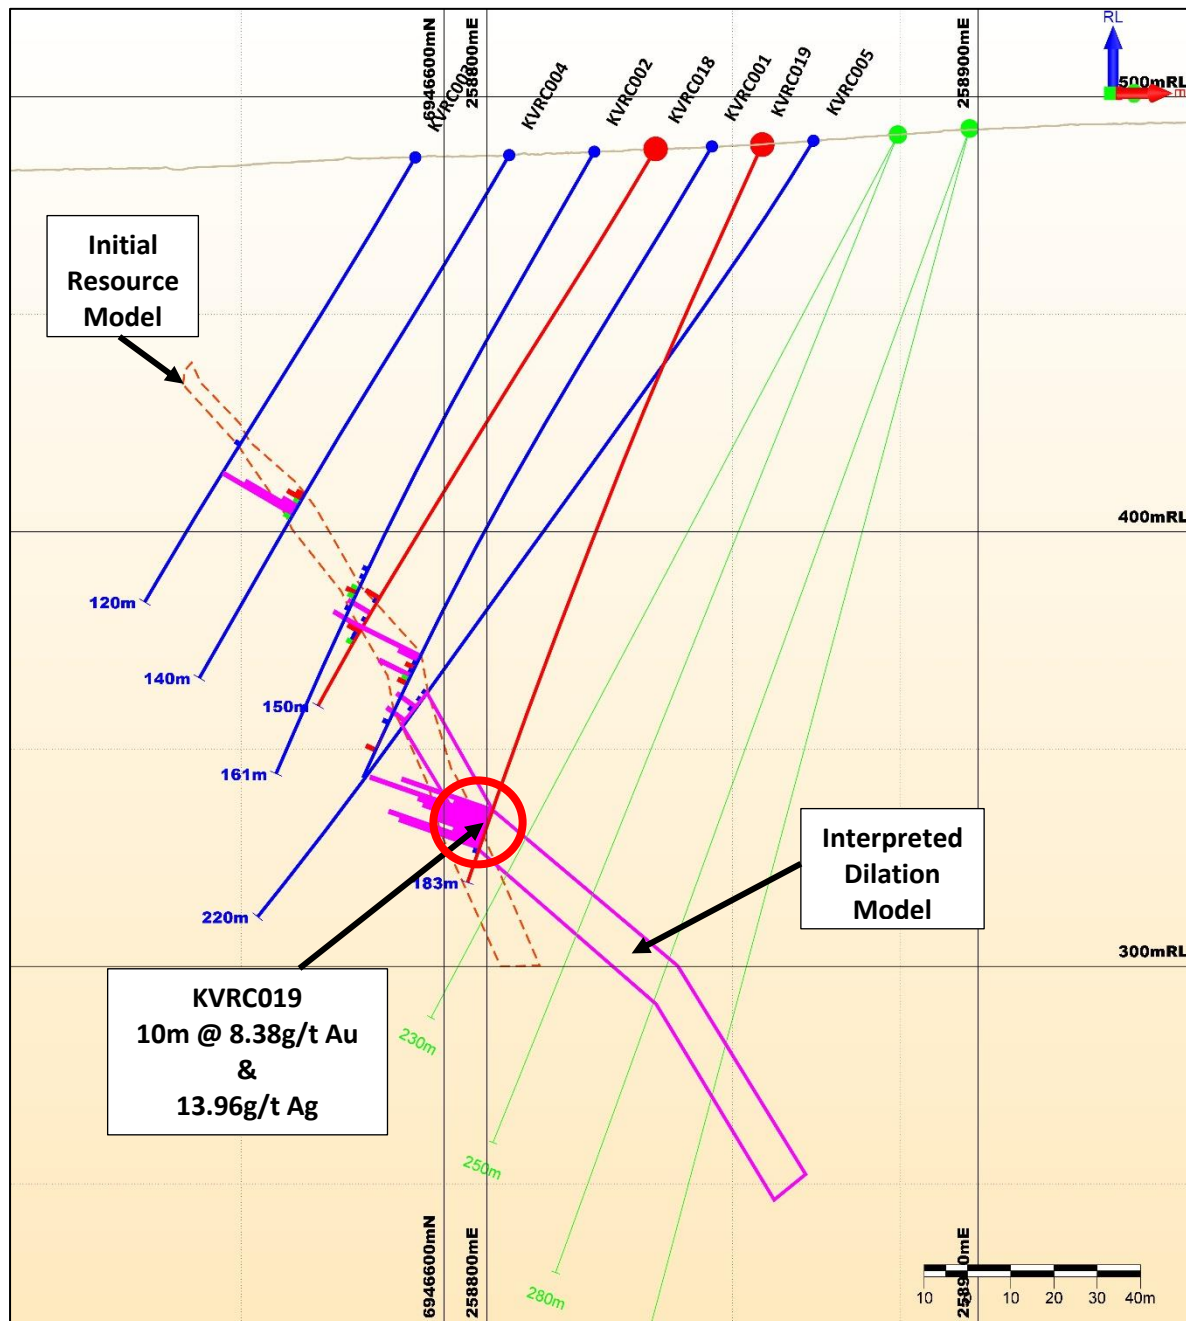 RL
500mRL
E
6946600mN
258800mE
258900mE
KVRC004
KVRC002
KVRC018
KVRC001
KVRC019
KVRC005
Initial
Resource
Model
400mRL
120m
140m
150m
161m
183m
220m
Interpreted
Dilation
Model
300mRL
KVRC019
10m @ 8.38g/t Au
&
13.96g/t Ag
230m
250m
280m
6946600mN
258800mE
10
0
10
20
30
40m